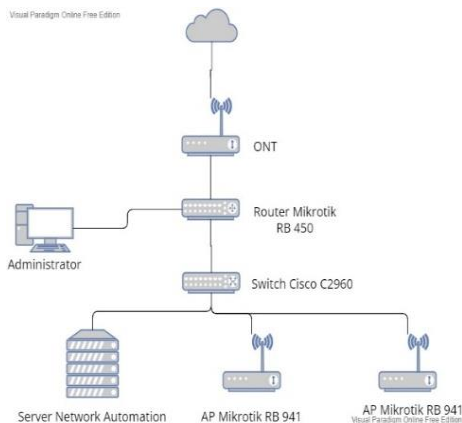 Visual Paradigm Online Free Edition
ONT
Router Mikrotik
RB 450
Administrator
Switch Cisco C2960
Server Network Automation
AP Mikrotik RB 941
AP Mikrotik RB 941
Visual Paradigm Online Free Edition